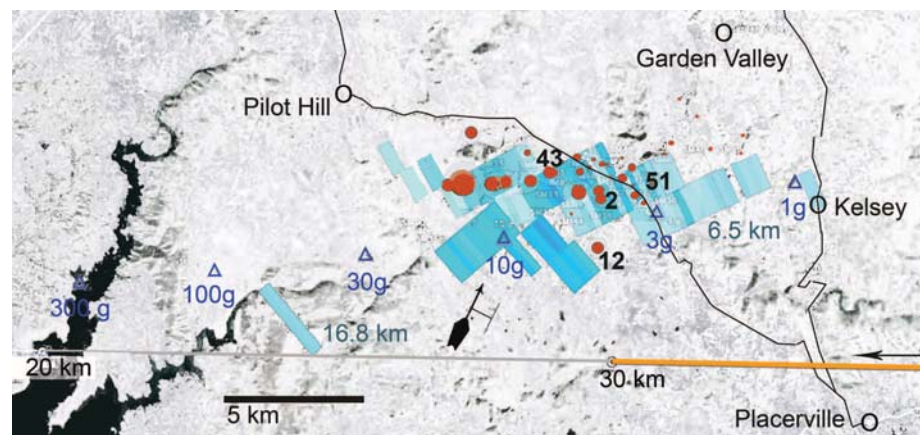 Garden Valley
Pilot Hill
43
51
2
1g
Kelsey
3g
6.5 km
12
10g
30g
100g
300 g
16.8 km
20 km
30 km
5 km
Placerville